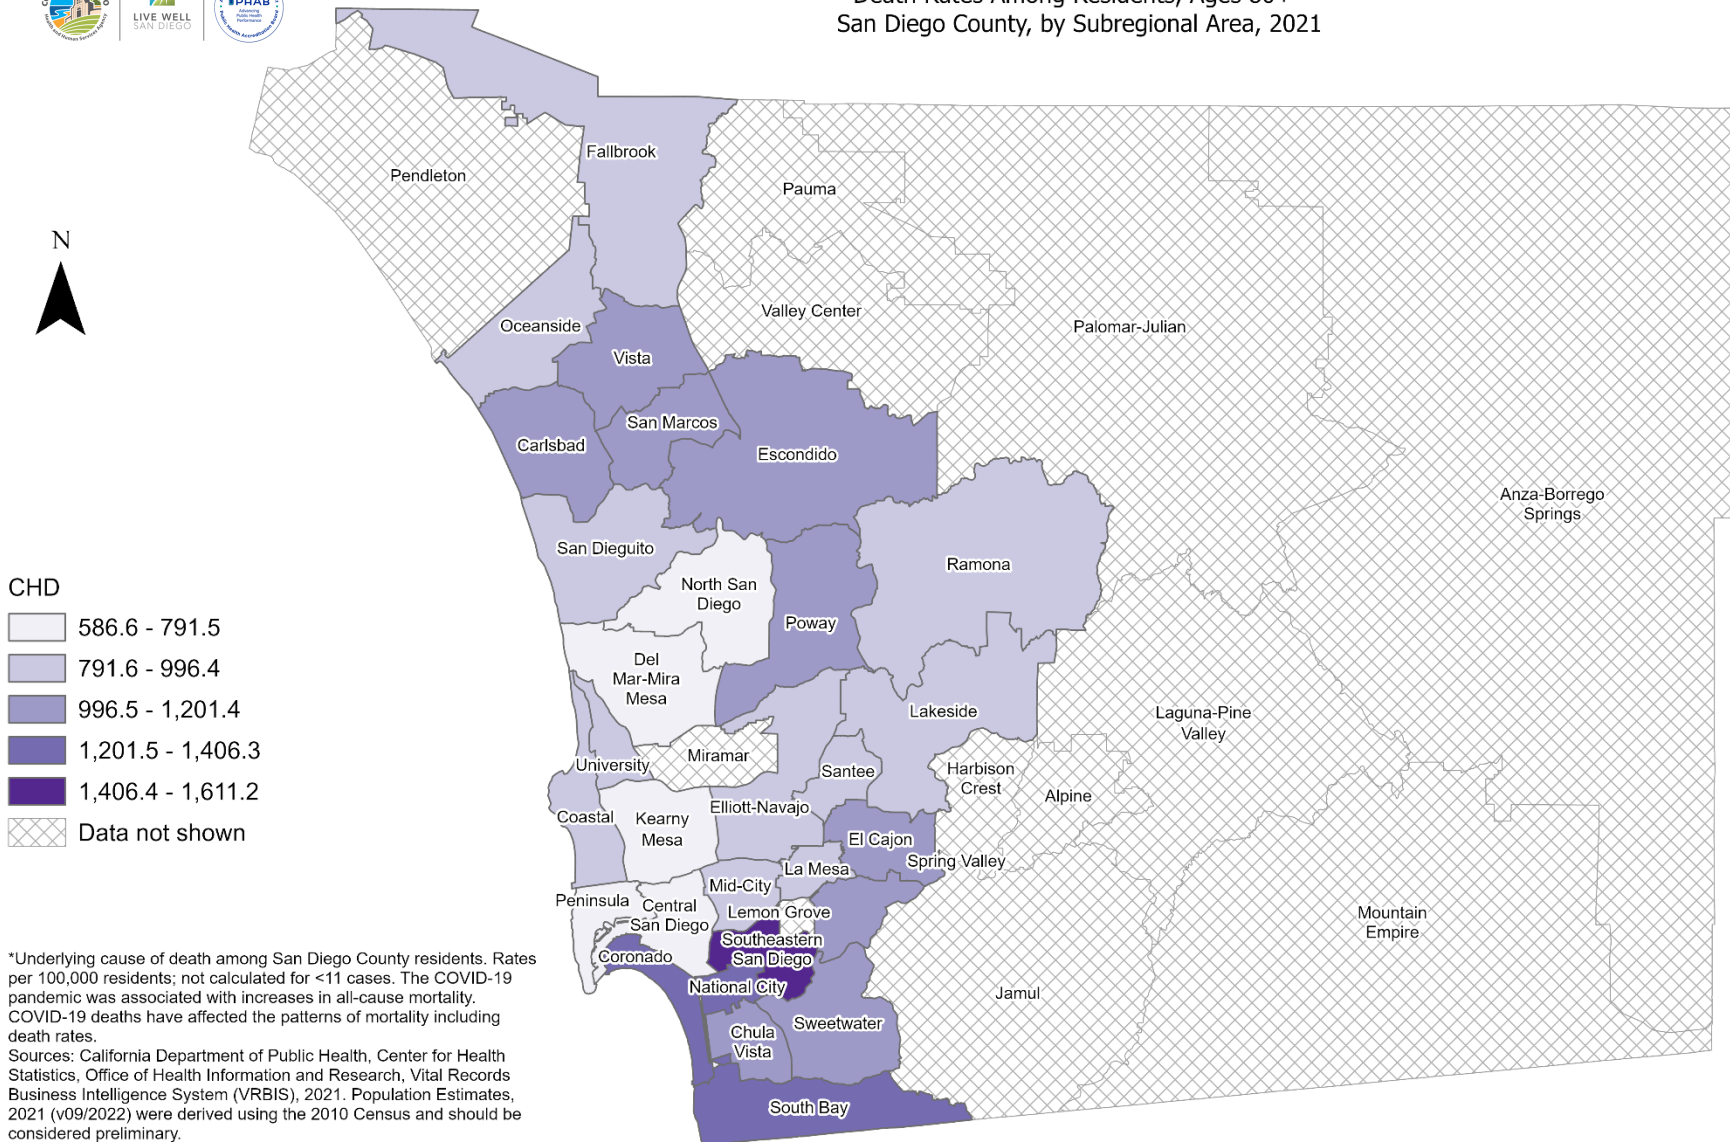 PHAB
Advancing
Public Health
Performance
LIVE WELL
SAN DIEGO
San Diego County, by Subregional Area, 2021
N
Pendleton
Fallbrook
Pauma
Valley Center
Palomar-Julian
Oceanside
Vista
San Marcos
Carlsbad
Escondido
Anza-Borrego
Springs
San Dieguito
North San
Diego
Ramona
Poway
Del
Mar-Mira
Mesa
Lakeside
Laguna-Pine
Valley
Miramar
University
Santee
Harbison
Crest
Alpine
Coastal
Kearny
Mesa
Elliott-Navajo
El Cajon
Spring Valley
La Mesa
Mid-City
Peninsula
Central
San Diego
Lemon Grove
Mountain
Empire
Southeastern
San Diego
Coronado
National City
Jamul
Sweetwater
Chula
Vista
South Bay
CHD
586.6 - 791.5
791.6 - 996.4
996.5 - 1,201.4
1,201.5 - 1,406.3
1,406.4 - 1,611.2
Data not shown
*Underlying cause of death among San Diego County residents. Rates
per 100,000 residents; not calculated for <11 cases. The COVID-19
pandemic was associated with increases in all-cause mortality.
COVID-19 deaths have affected the patterns of mortality including
death rates.
Sources: California Department of Public Health, Center for Health
Statistics, Office of Health Information and Research, Vital Records
Business Intelligence System (VRBIS), 2021. Population Estimates,
2021 (v09/2022) were derived using the 2010 Census and should be
considered preliminary.